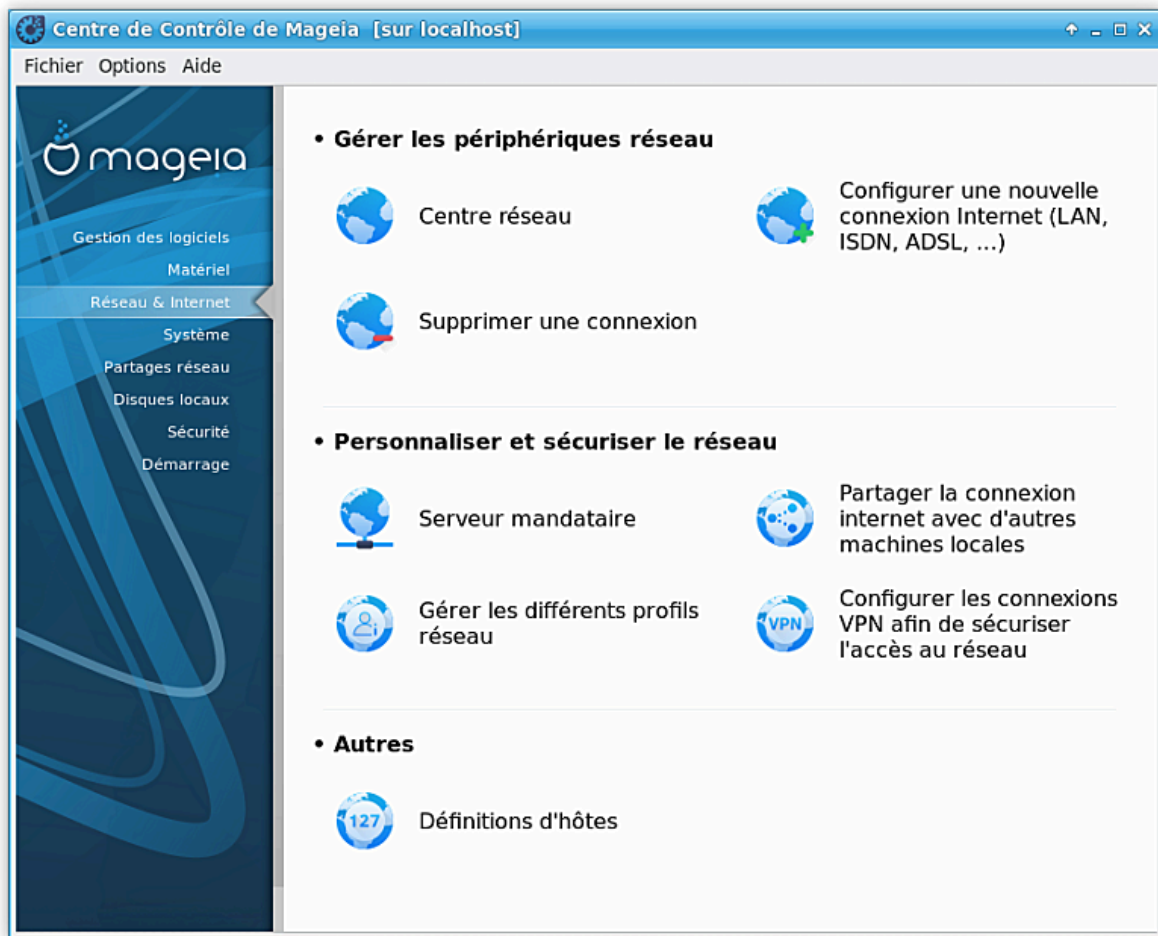 Centre de Contrôle de Mageia [sur localhost]
Fichier Options Aide
mageia
Gestion des logiciels
Matériel
Réseau & Internet
Système
Partages réseau
Disques locaux
Sécurité
Démarrage
• Gérer les périphériques réseau
Centre réseau
Configurer une nouvelle
connexion Internet (LAN,
ISDN, ADSL, ...)
Supprimer une connexion
• Personnaliser et sécuriser le réseau
Serveur mandataire
Partager la connexion
internet avec d'autres
machines locales
Gérer les différents profils
réseau
VPN
Configurer les connexions
VPN afin de sécuriser
l'accès au réseau
• Autres
127
Définitions d'hôtes